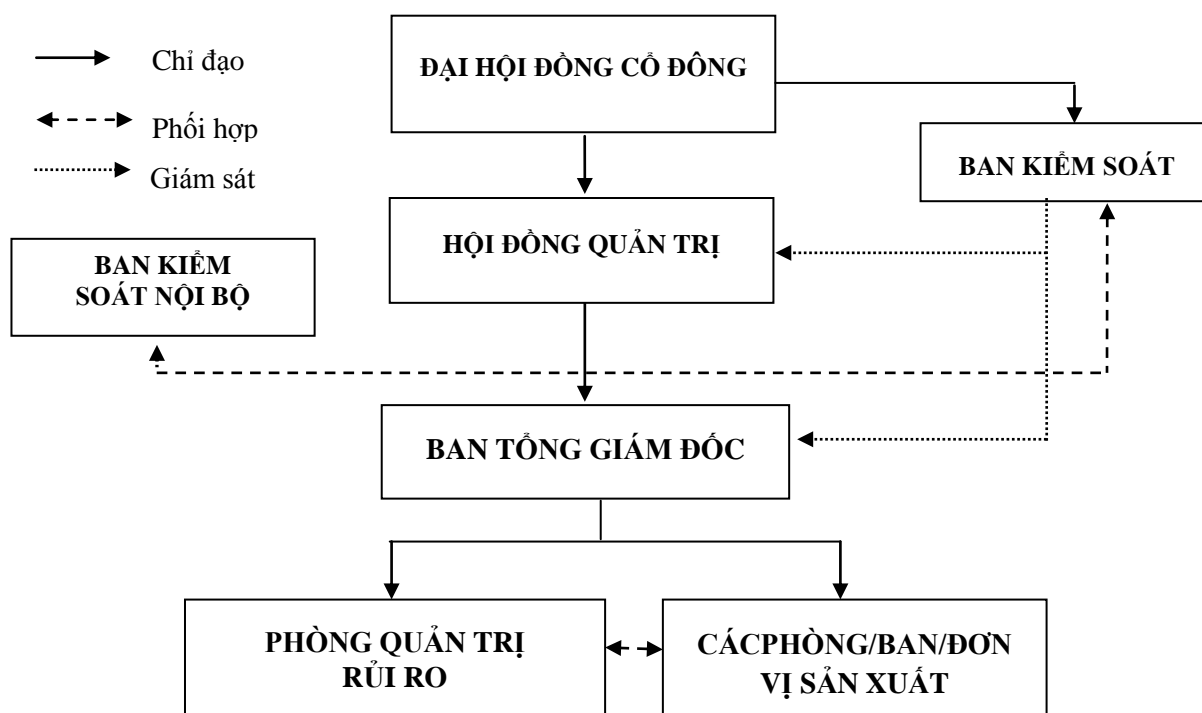 Chỉ đạo
Phối hợp
Giám sát
ĐẠI HỘI ĐỒNG CỔ ĐÔNG
BAN KIỂM SOÁT
HỘI ĐỒNG QUẢN TRỊ
BAN KIỂM
SOÁT NỘI BỘ
BAN TỔNG GIÁM ĐỐC
PHÒNG QUẢN TRỊ
RỦI RO
CÁCPHÒNG/BAN/ĐƠN
VỊ SẢN XUẤT